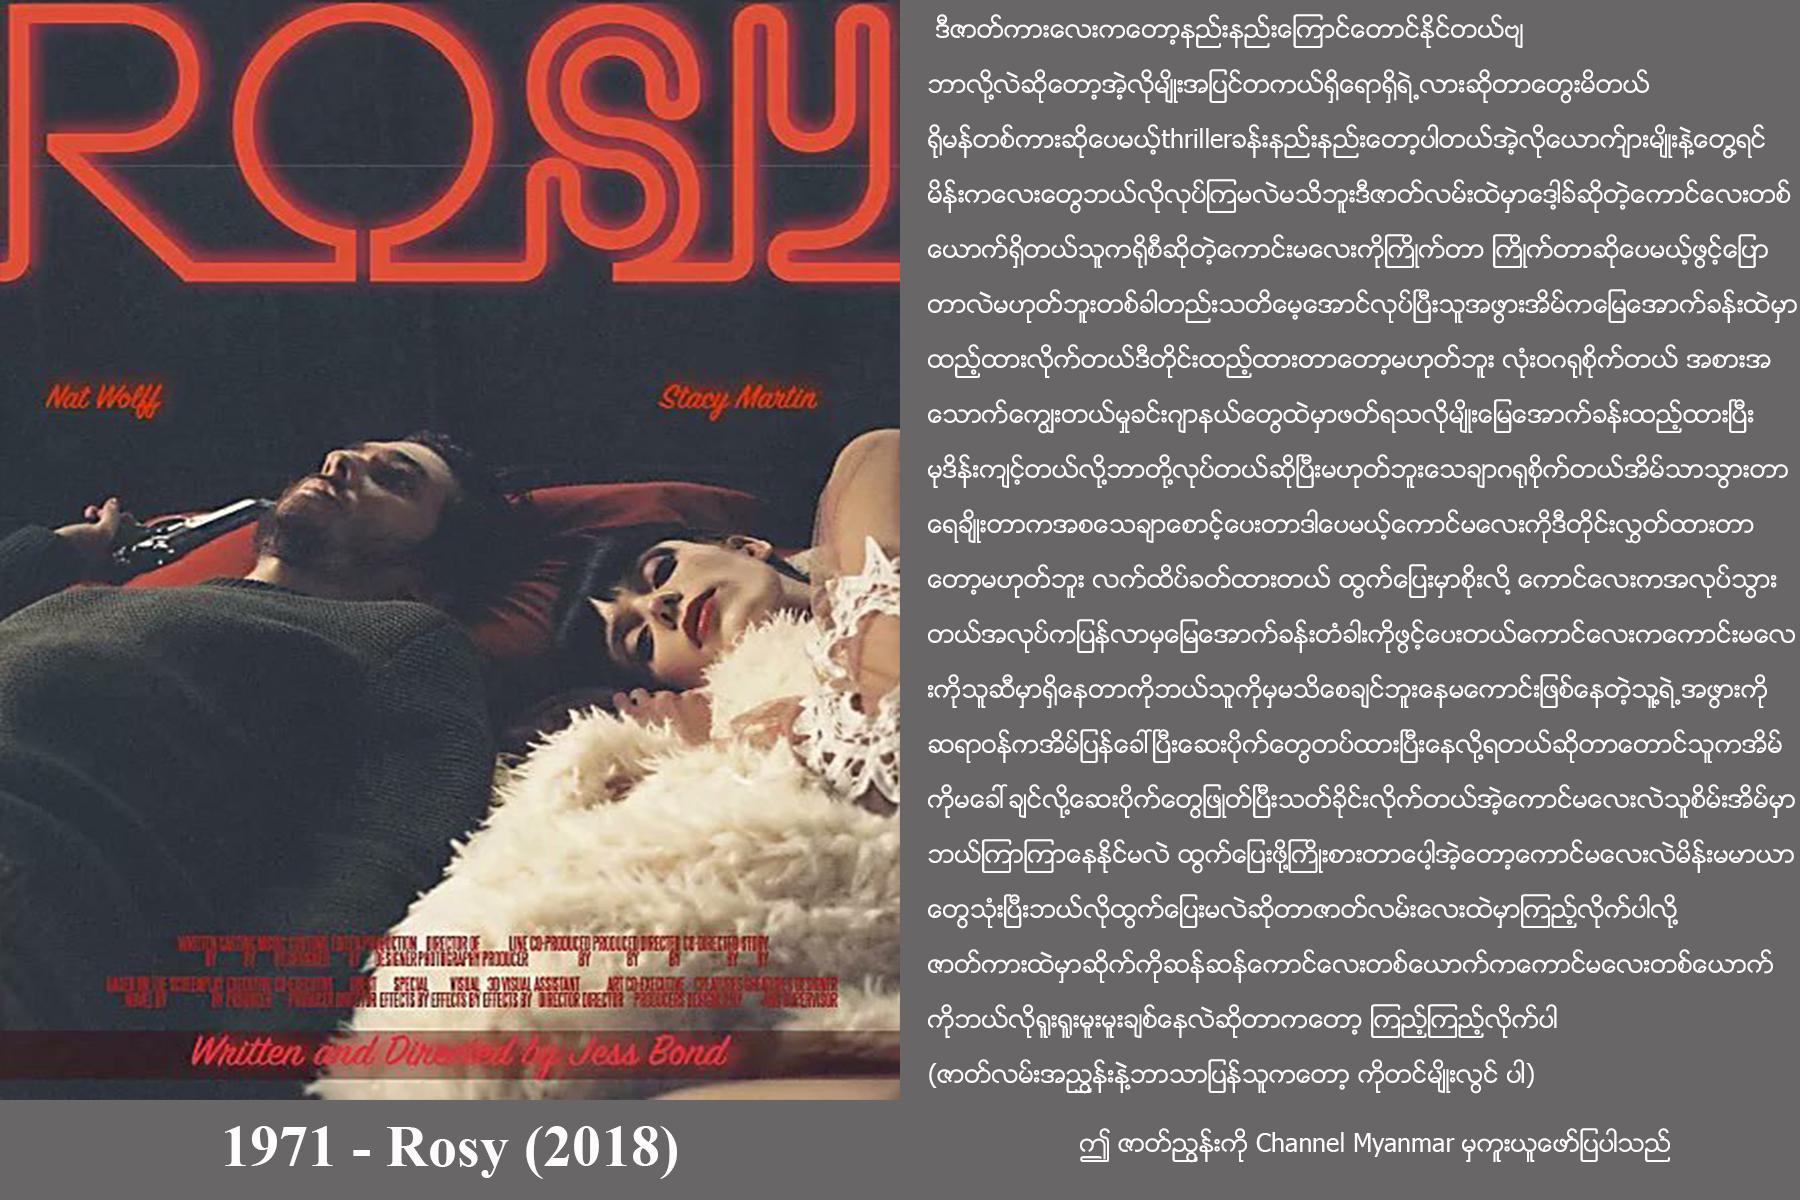 ROSY
Nat Wolff
Stacy Martin
Written and Directed by Jess Bond
1971 - Rosy (2018)
ဒီဇာတ်ကားလေးကတော့နည်းနည်းကြောင်တောင်နိုင်တယ်ဗျ
ဘာလို့လဲဆိုတော့အဲ့လိုမျိုးအပြင်တကယ်ရှိရောရှိရဲ့လားဆိုတာတွေးမိတယ်
ရိုမန်တစ်ကားဆိုပေမယ့်thrillerခန်းနည်းနည်းတော့ပါတယ်အဲ့လိုယောကျ်ားမျိုးနဲ့တွေ့ရင်
မိန်းကလေးတွေဘယ်လိုလုပ်ကြမလဲမသိဘူးဒီဇာတ်လမ်းထဲမှာဒေါ့ခ်ဆိုတဲ့ကောင်လေးတစ်
ယောက်ရှိတယ်သူကရိုစီဆိုတဲ့ကောင်းမလေးကိုကြိုက်တာ ကြိုက်တာဆိုပေမယ့်ဖွင့်ပြော
တာလဲမဟုတ်ဘူးတစ်ခါတည်းသတိမေ့အောင်လုပ်ပြီးသူအဖွားအိမ်ကမြေအောက်ခန်းထဲမှာ
ထည့်ထားလိုက်တယ်ဒီတိုင်းထည့်ထားတာတော့မဟုတ်ဘူး လုံးဝဂရုစိုက်တယ် အစားအ
သောက်ကျွေးတယ်မှုခင်းဂျာနယ်တွေထဲမှာဖတ်ရသလိုမျိုးမြေအောက်ခန်းထည့်ထားပြီး
မုဒိန်းကျင့်တယ်လို့ဘာတို့လုပ်တယ်ဆိုပြီးမဟုတ်ဘူးသေချာဂရုစိုက်တယ်အိမ်သာသွားတာ
ရေချိုးတာကအစသေချာစောင့်ပေးတာဒါပေမယ့်ကောင်မလေးကိုဒီတိုင်းလွှတ်ထားတာ
တော့မဟုတ်ဘူး လက်ထိပ်ခတ်ထားတယ် ထွက်ပြေးမှာစိုးလို့ ကောင်လေးကအလုပ်သွား
တယ်အလုပ်ကပြန်လာမှမြေအောက်ခန်းတံခါးကိုဖွင့်ပေးတယ်ကောင်လေးကကောင်းမလေ
းကိုသူဆီမှာရှိနေတာကိုဘယ်သူကိုမှမသိစေချင်ဘူးနေမကောင်းဖြစ်နေတဲ့သူ့ရဲ့အဖွားကို
ဆရာဝန်ကအိမ်ပြန်ခေါ်ပြီးဆေးပိုက်တွေတပ်ထားပြီးနေလို့ရတယ်ဆိုတာတောင်သူကအိမ်
ကိုမခေါ်ချင်လို့ဆေးပိုက်တွေဖြုတ်ပြီးသတ်ခိုင်းလိုက်တယ်အဲ့ကောင်မလေးလဲသူစိမ်းအိမ်မှာ
ဘယ်ကြာကြာနေနိုင်မလဲ ထွက်ပြေးဖို့ကြိုးစားတာပေါ့အဲ့တော့ကောင်မလေးလဲမိန်းမမာယာ
တွေသုံးပြီးဘယ်လိုထွက်ပြေးမလဲဆိုတာဇာတ်လမ်းလေးထဲမှာကြည့်လိုက်ပါလို့
ဇာတ်ကားထဲမှာဆိုက်ကိုဆန်ဆန်ကောင်လေးတစ်ယောက်ကကောင်မလေးတစ်ယောက်
ကိုဘယ်လိုရူးရူးမူးမူးချစ်နေလဲဆိုတာကတော့ ကြည့်ကြည့်လိုက်ပါ
(ဇာတ်လမ်းအညွှန်းနဲ့ဘာသာပြန်သူကတော့ ကိုတင်မျိုးလွင် ပါ)
ဤ ဇာတ်ညွှန်းကို Channel Myanmar မှကူးယူဖော်ပြပါသည်